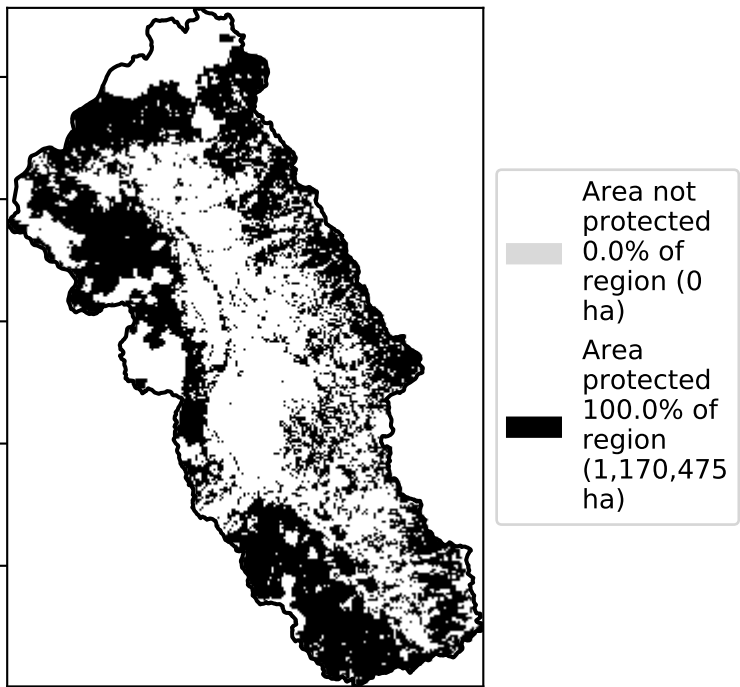 Area not
protected
0.0% of
region (0
ha)
Area
protected
100.0% of
region
(1,170,475
ha)